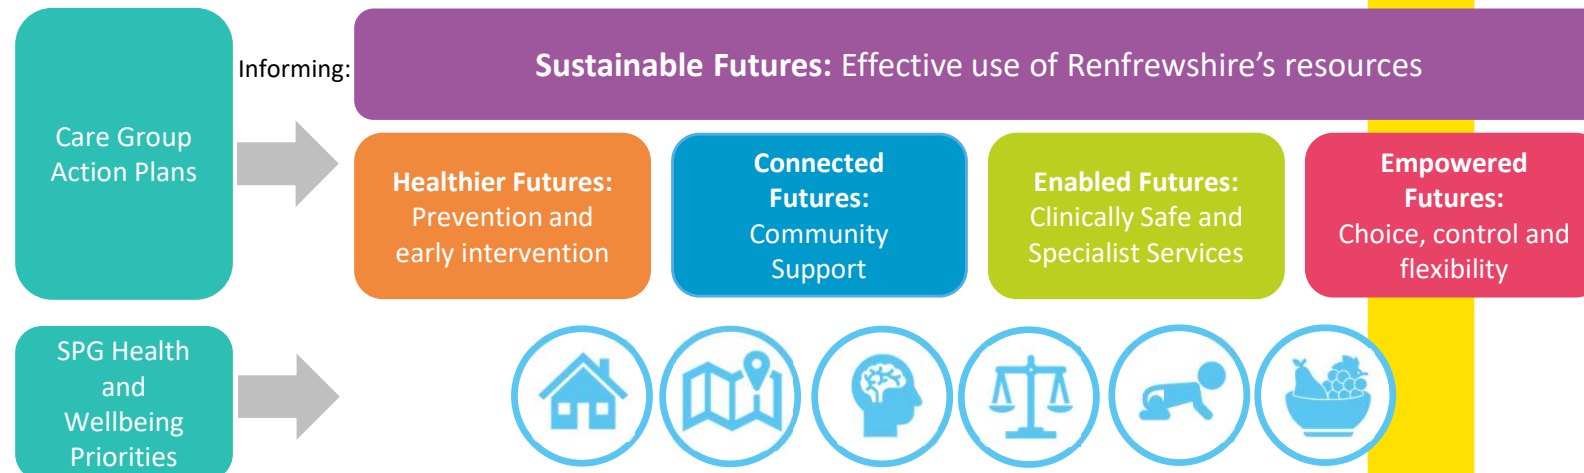 Care Group
Action Plans
Informing:
Sustainable Futures: Effective use of Renfrewshire’s resources
Healthier Futures:
Prevention and
early intervention
Connected
Futures:
Community
Support
Enabled Futures:
Clinically Safe and
Specialist Services
Empowered
Futures:
Choice, control and
flexibility
SPG Health
and
Wellbeing
Priorities